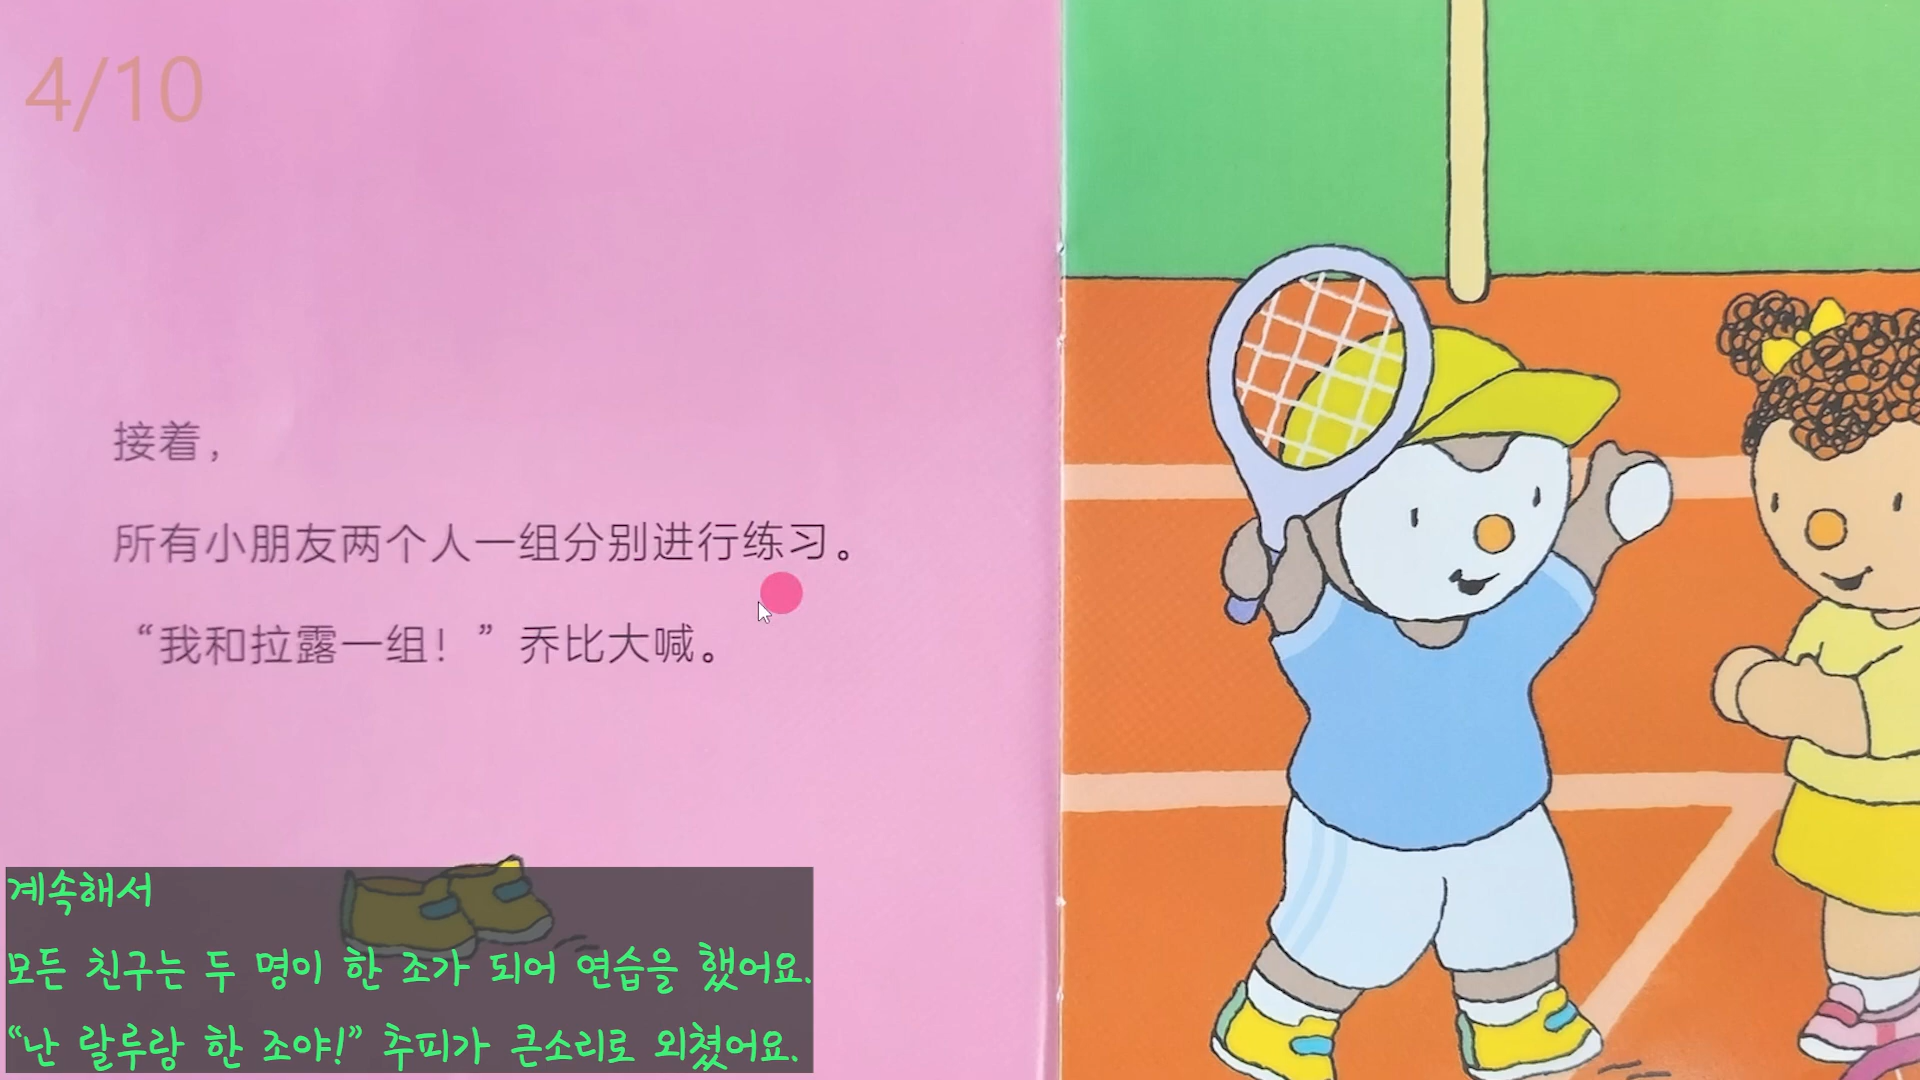 4/10
接着，
所有小朋友两个人一组分别进行练习。
“我和拉露一组！”乔比大喊。
계속해서
모든 친구는 두 명이 한 조가 되어 연습을 했어요.
“난 랄루랑 한 조야!” 추피가 큰소리로 외쳤어요.